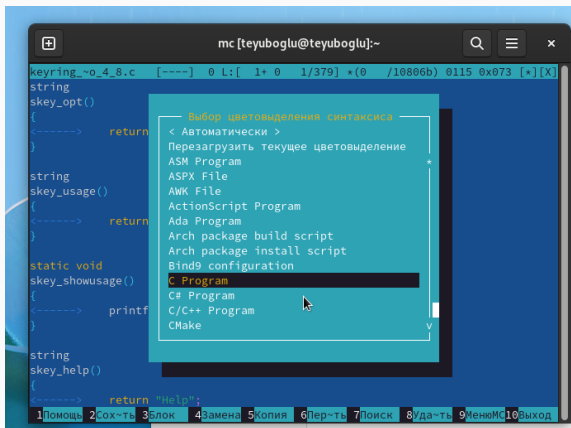 mc [teyuboglu@teyuboglu]:~
keyring_~o_4_8.c [----] 0 L:[ 1+ 0 1/379] *(0 /10806b) 0115 0x073 [*][X]
string
skey_opt()
{
<------> return
}
string
skey_usage()
{
<------> return
}
static void
skey_showusage()
{
<------> printf
}
string
skey_help()
{
<------> return "Help";
Выбор цветовыделения синтаксиса
< Автоматически >
Перезагрузить текущее цветовыделение
ASM Program
ASPX File
AWK File
ActionScript Program
Ada Program
Arch package build script
Arch package install script
Bind9 configuration
C Program
C# Program
C/C++ Program
CMake
1Помощь 2Сох~ть 3Блок 4Замена 5Копия 6Пер~ть 7Поиск 8Уда~ть 9МенюMC 10Выход